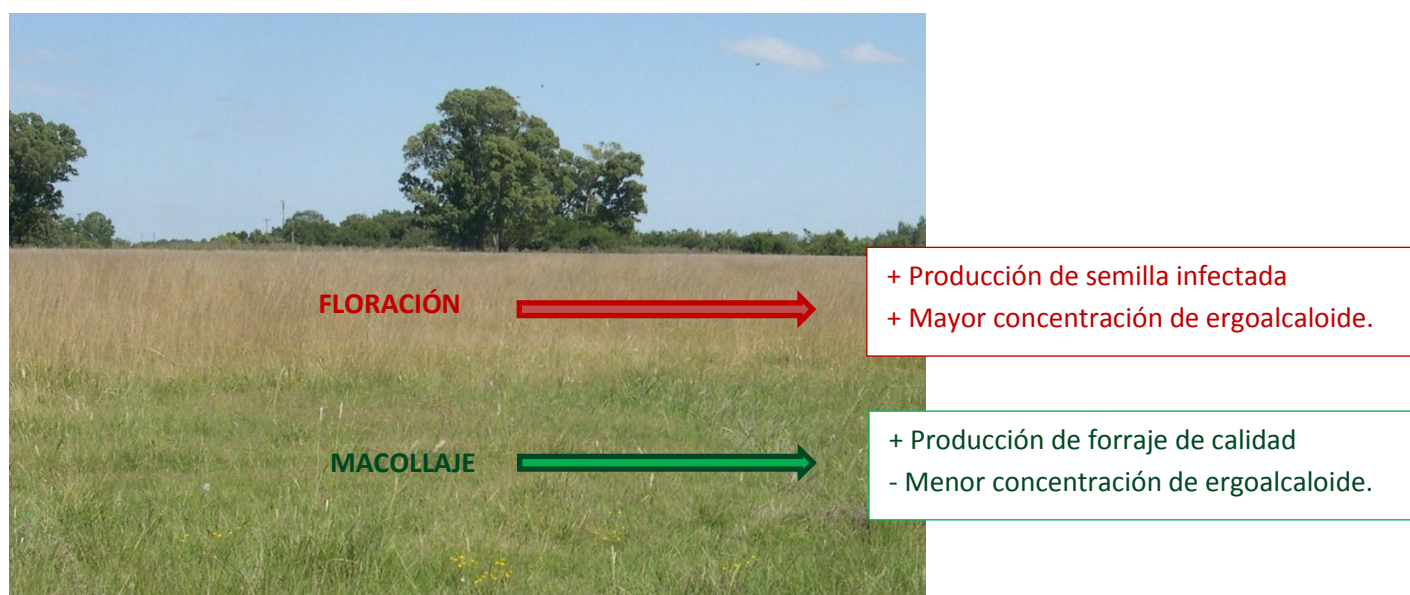 FLORACIÓN
+ Producción de semilla infectada
+ Mayor concentración de ergoalcaloide.
MACOLLAJE
+ Producción de forraje de calidad
- Menor concentración de ergoalcaloide.